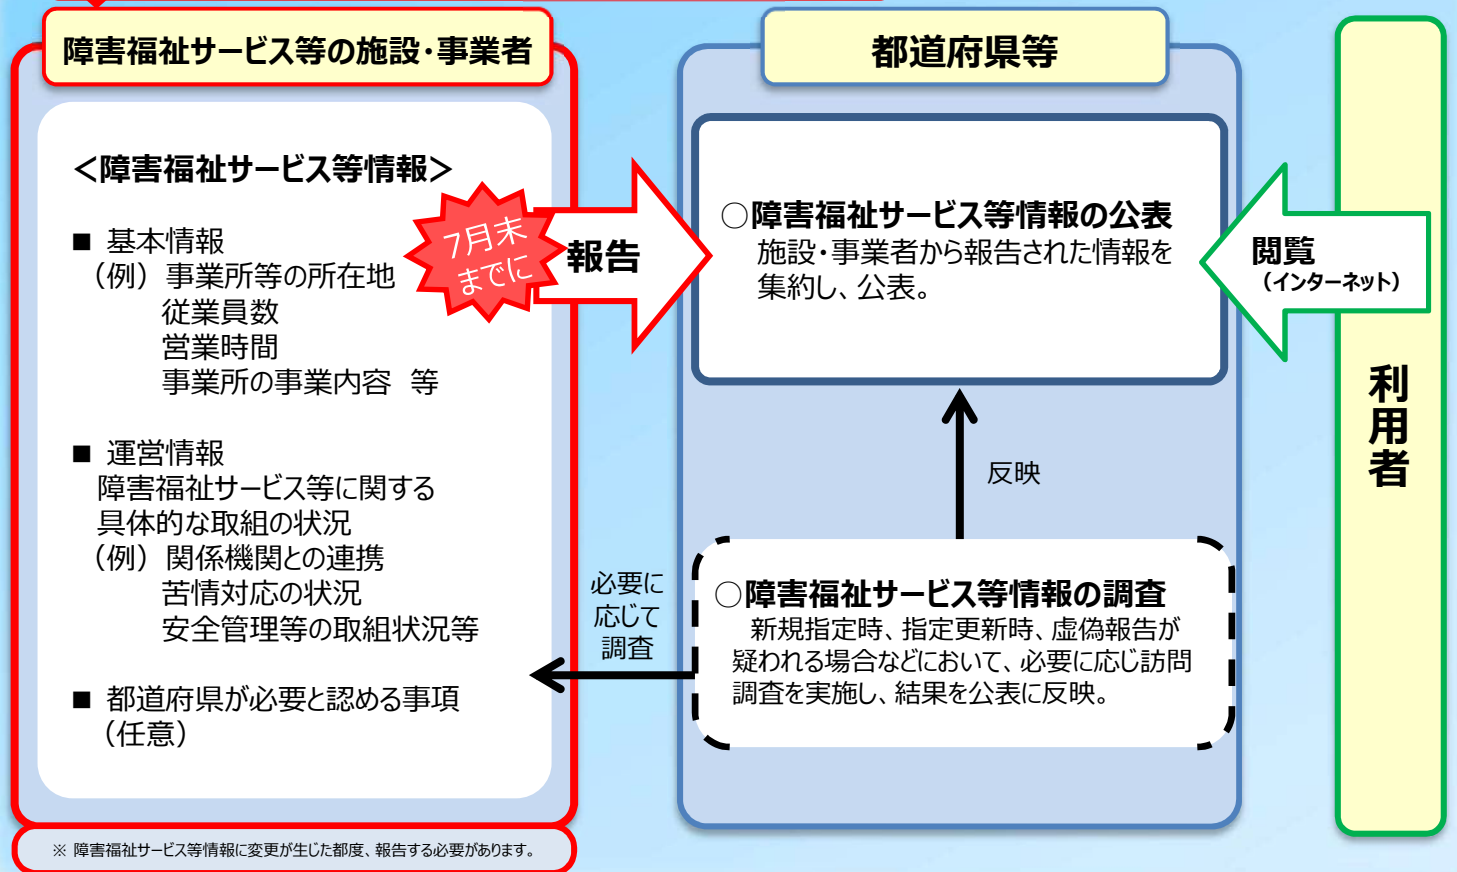 障害福祉サービス等の施設・事業者
＜障害福祉サービス等情報＞
■ 基本情報
（例）事業所等の所在地
従業員数
営業時間
事業所の事業内容 等
■ 運営情報
障害福祉サービス等に関する
具体的な取組の状況
（例）関係機関との連携
苦情対応の状況
安全管理等の取組状況等
■ 都道府県が必要と認める事項
（任意）
※ 障害福祉サービス等情報に変更が生じた都度、報告する必要があります。
7月末
までに
報告
必要に
応じて
調査
都道府県等
○障害福祉サービス等情報の公表
施設・事業者から報告された情報を
集約し、公表。
反映
○障害福祉サービス等情報の調査
新規指定時、指定更新時、虚偽報告が
疑われる場合などにおいて、必要に応じ訪問
調査を実施し、結果を公表に反映。
閲覧
（インターネット）
利用者